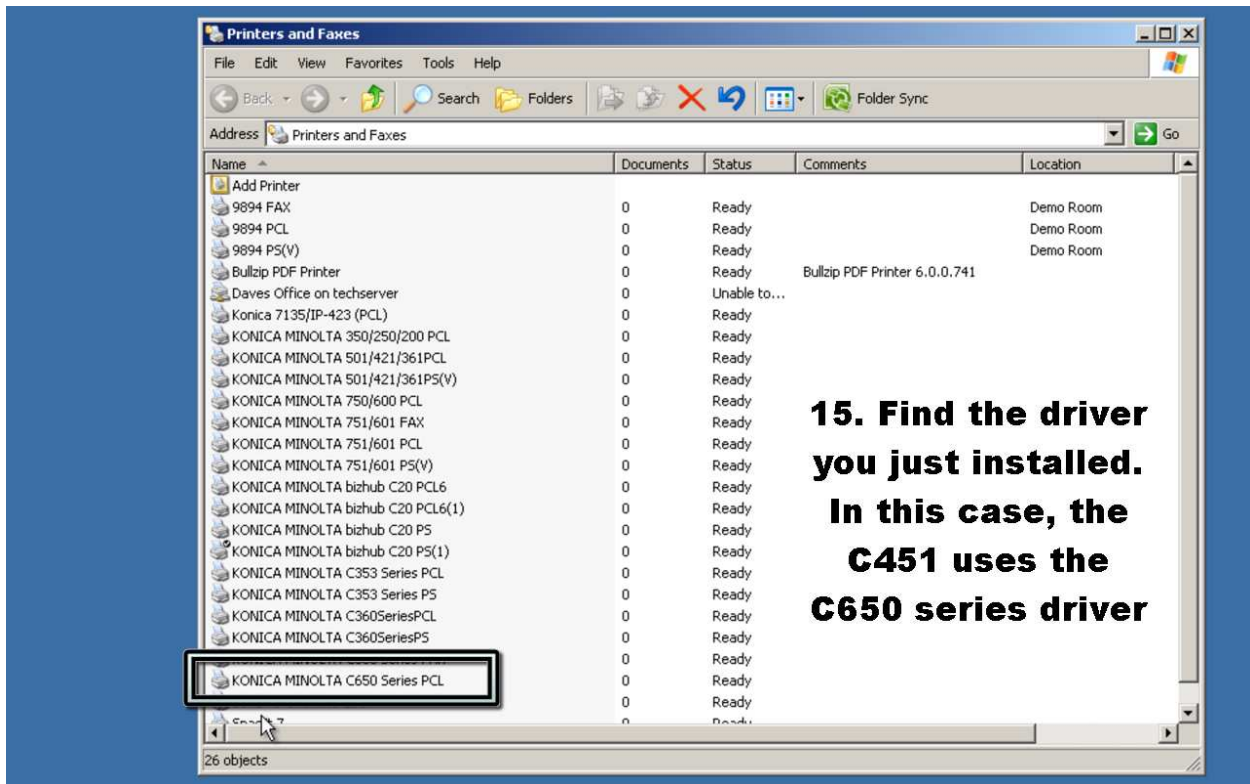 Printers and Faxes
File Edit View Favorites Tools Help
Back Search Folders Folder Sync
Address Printers and Faxes Go
Name Documents Status Comments Location
Add Printer
9894 FAX 0 Ready Demo Room
9894 PCL 0 Ready Demo Room
9894 PS(V) 0 Ready Demo Room
Bullzip PDF Printer 0 Ready Bullzip PDF Printer 6.0.0.741
Daves Office on techserver 0 Unable to...
Konica 7135/IP-423 (PCL) 0 Ready
KONICA MINOLTA 350/250/200 PCL 0 Ready
KONICA MINOLTA 501/421/361PCL 0 Ready
KONICA MINOLTA 501/421/361PS(V) 0 Ready
KONICA MINOLTA 750/600 PCL 0 Ready
KONICA MINOLTA 751/601 FAX 0 Ready
KONICA MINOLTA 751/601 PCL 0 Ready
KONICA MINOLTA 751/601 PS(V) 0 Ready
KONICA MINOLTA bizhub C20 PCL6 0 Ready
KONICA MINOLTA bizhub C20 PCL6(1) 0 Ready
KONICA MINOLTA bizhub C20 PS 0 Ready
KONICA MINOLTA bizhub C20 PS(1) 0 Ready
KONICA MINOLTA C353 Series PCL 0 Ready
KONICA MINOLTA C353 Series PS 0 Ready
KONICA MINOLTA C360SeriesPCL 0 Ready
KONICA MINOLTA C360SeriesPS 0 Ready
0 Ready
KONICA MINOLTA C650 Series PCL 0 Ready
0 Ready
0 Ready
15. Find the driver
you just installed.
In this case, the
C451 uses the
C650 series driver
26 objects